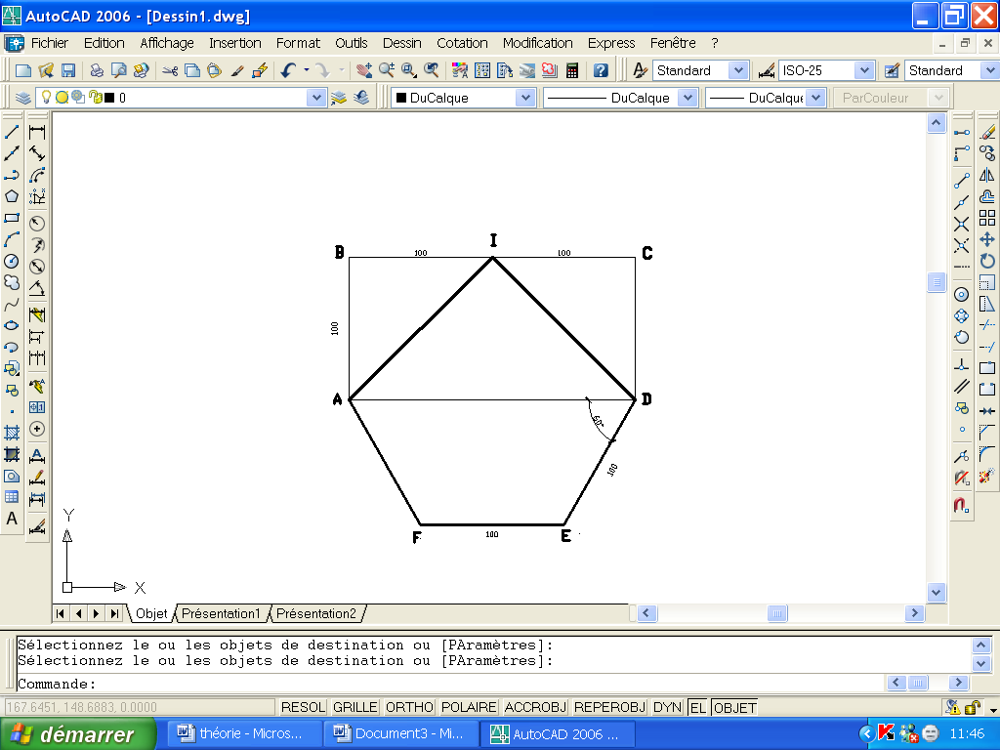 AutoCAD 2006 - [Dessin1.dwg]
Fichier Edition Affichage Insertion Format Outils Dessin Cotation Modification Express Fenêtre ?
Standard ISO-25 Standard
0 DuCalque DuCalque DuCalque ParCouleur
I
B 100 100 C
100
A D
60°
100
F 100 E
Y
X
A
Objet Présentation1 Présentation2
Sélectionnez le ou les objets de destination ou [PAramètres]:
Sélectionnez le ou les objets de destination ou [PAramètres]:
Commande:
167.6451, 148.6883, 0.0000 RESOL GRILLE ORTHO POLAIRE ACCROBJ REPEROBJ DYN EL OBJET
démarrer théorie - Micros... Document3 - Mi... AutoCAD 2006 ... 11:46